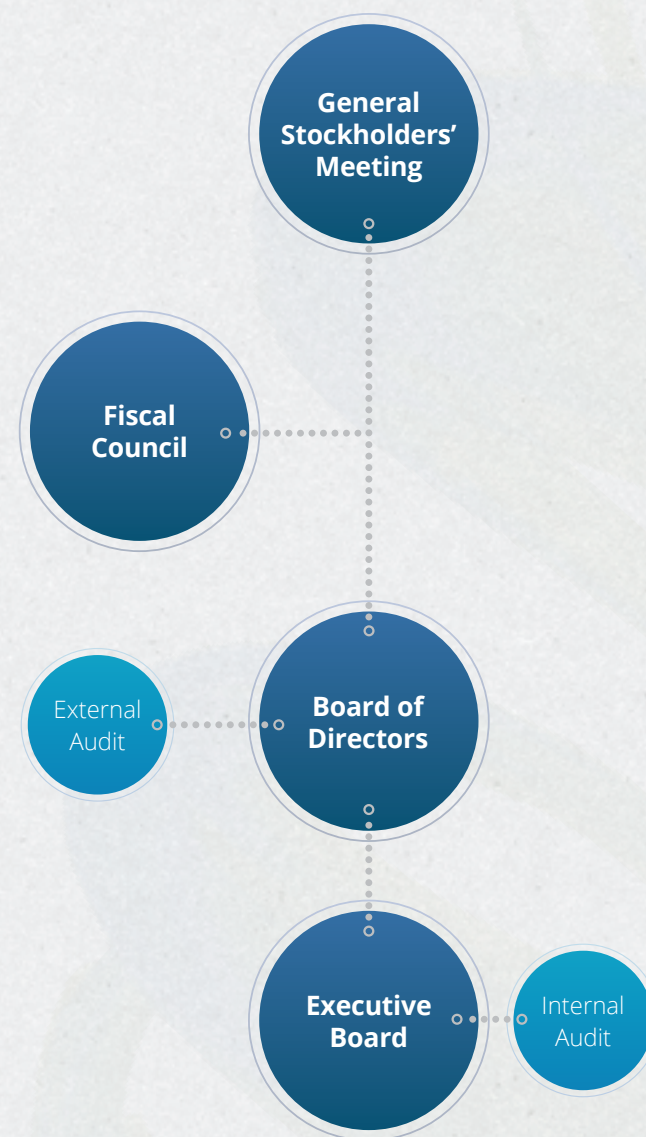 General
Stockholders’
Meeting
Fiscal
Council
External
Audit
Board of
Directors
Executive
Board
Internal
Audit